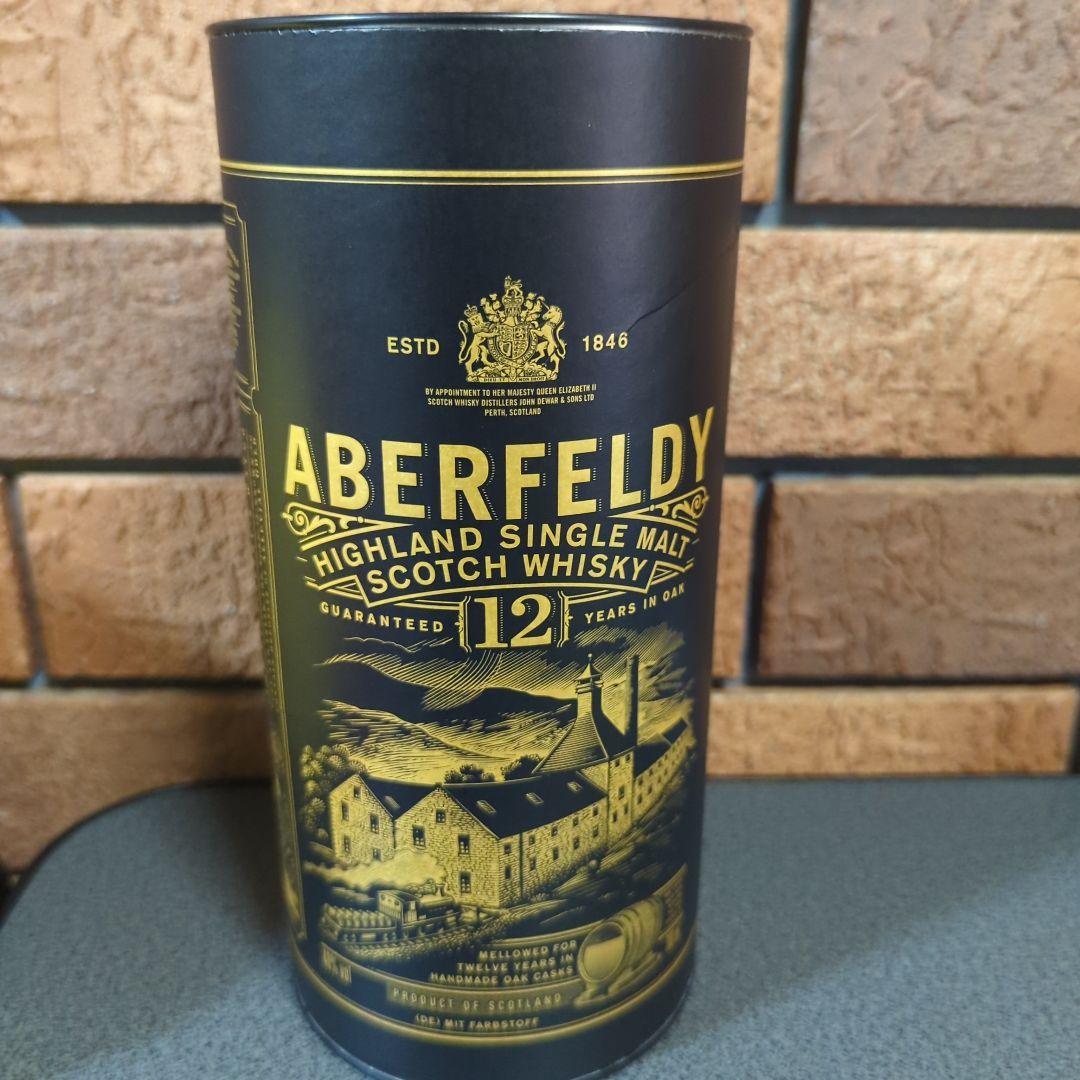 ESTD 1846
BY APPOINTMENT TO HER MAJESTY QUEEN ELIZABETH II
SCOTCH WHISKY DISTILLERS JOHN DEWAR & SONS LTD
PERTH, SCOTLAND
ABERFELDY
HIGHLAND SINGLE MALT
SCOTCH WHISKY
GUARANTEED 12 YEARS IN OAK
MELLOWED FOR
TWELVE YEARS IN
HANDMADE OAK CASKS
PRODUCT OF SCOTLAND
(DE) MIT FARBSTOFF